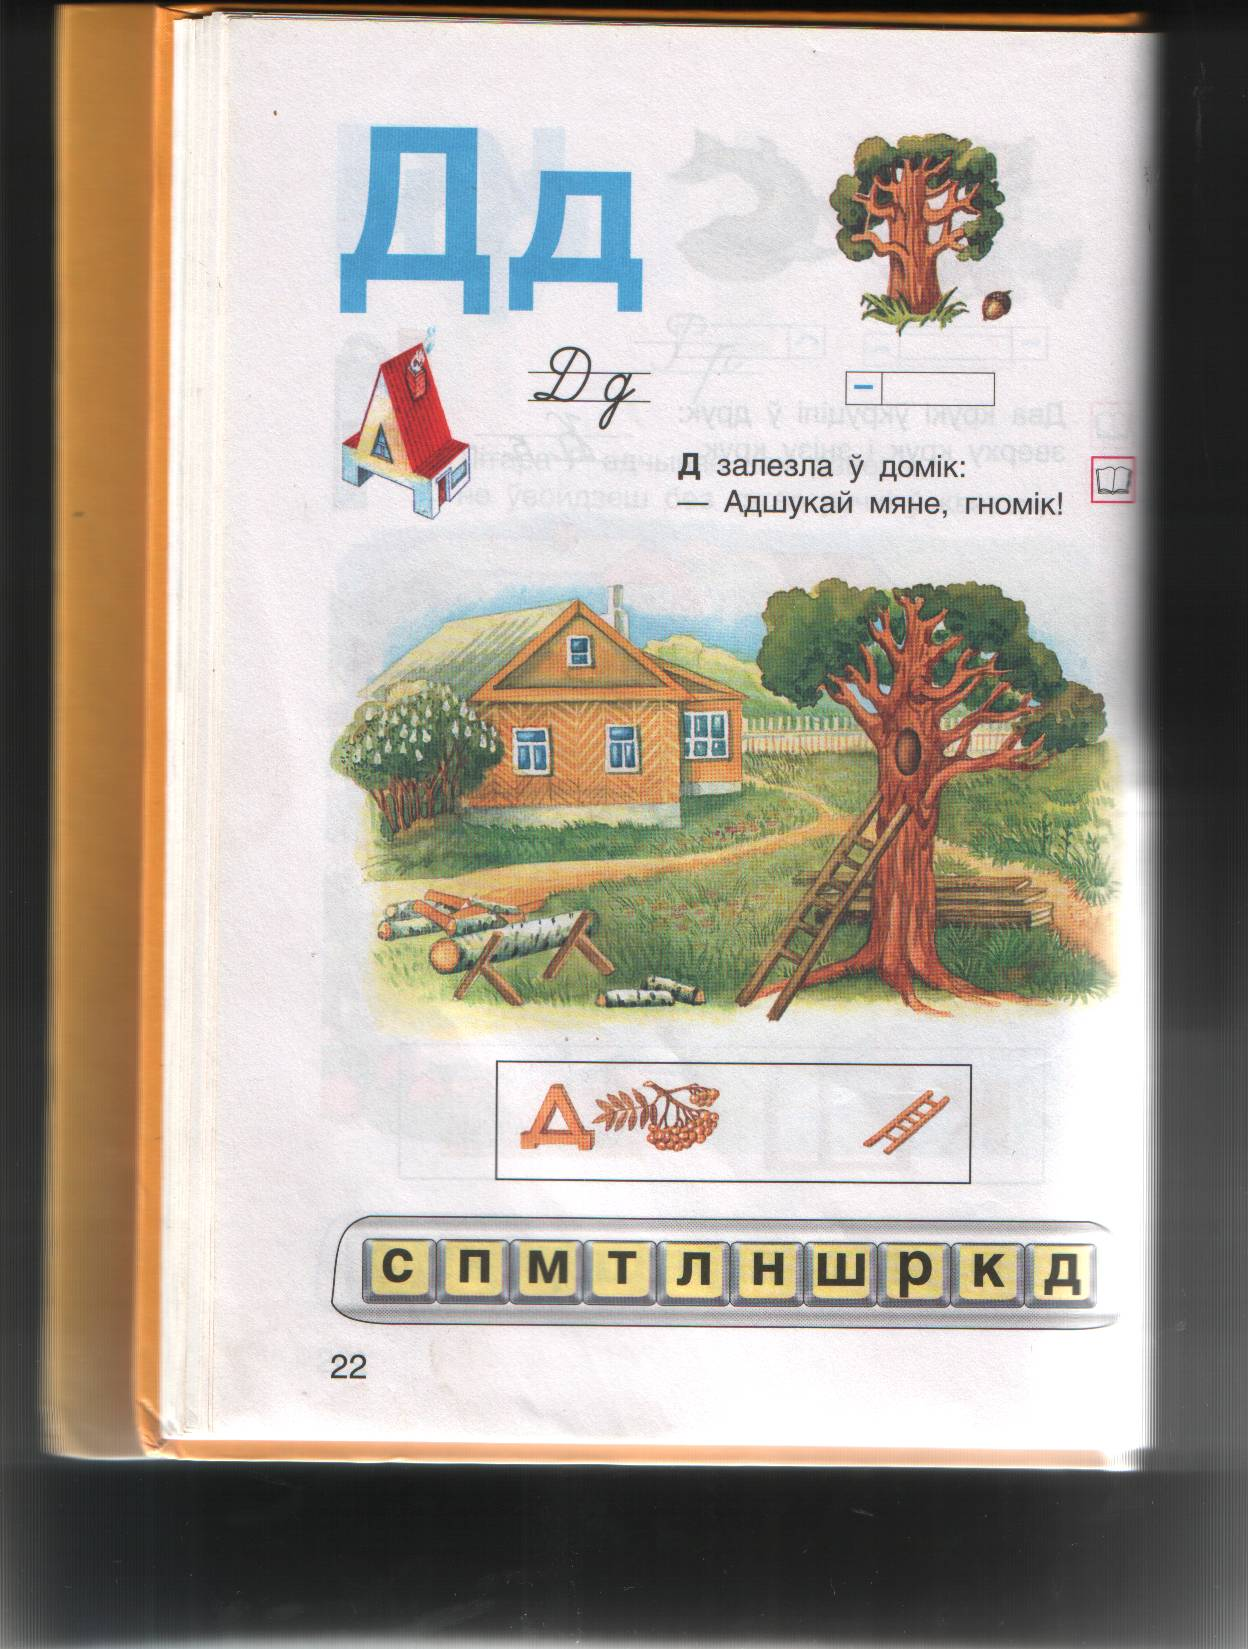 Дд
Дд
Д залезла ў домік:
— Адшукай мяне, гномік!
Д
с п м т л н ш р к д
22